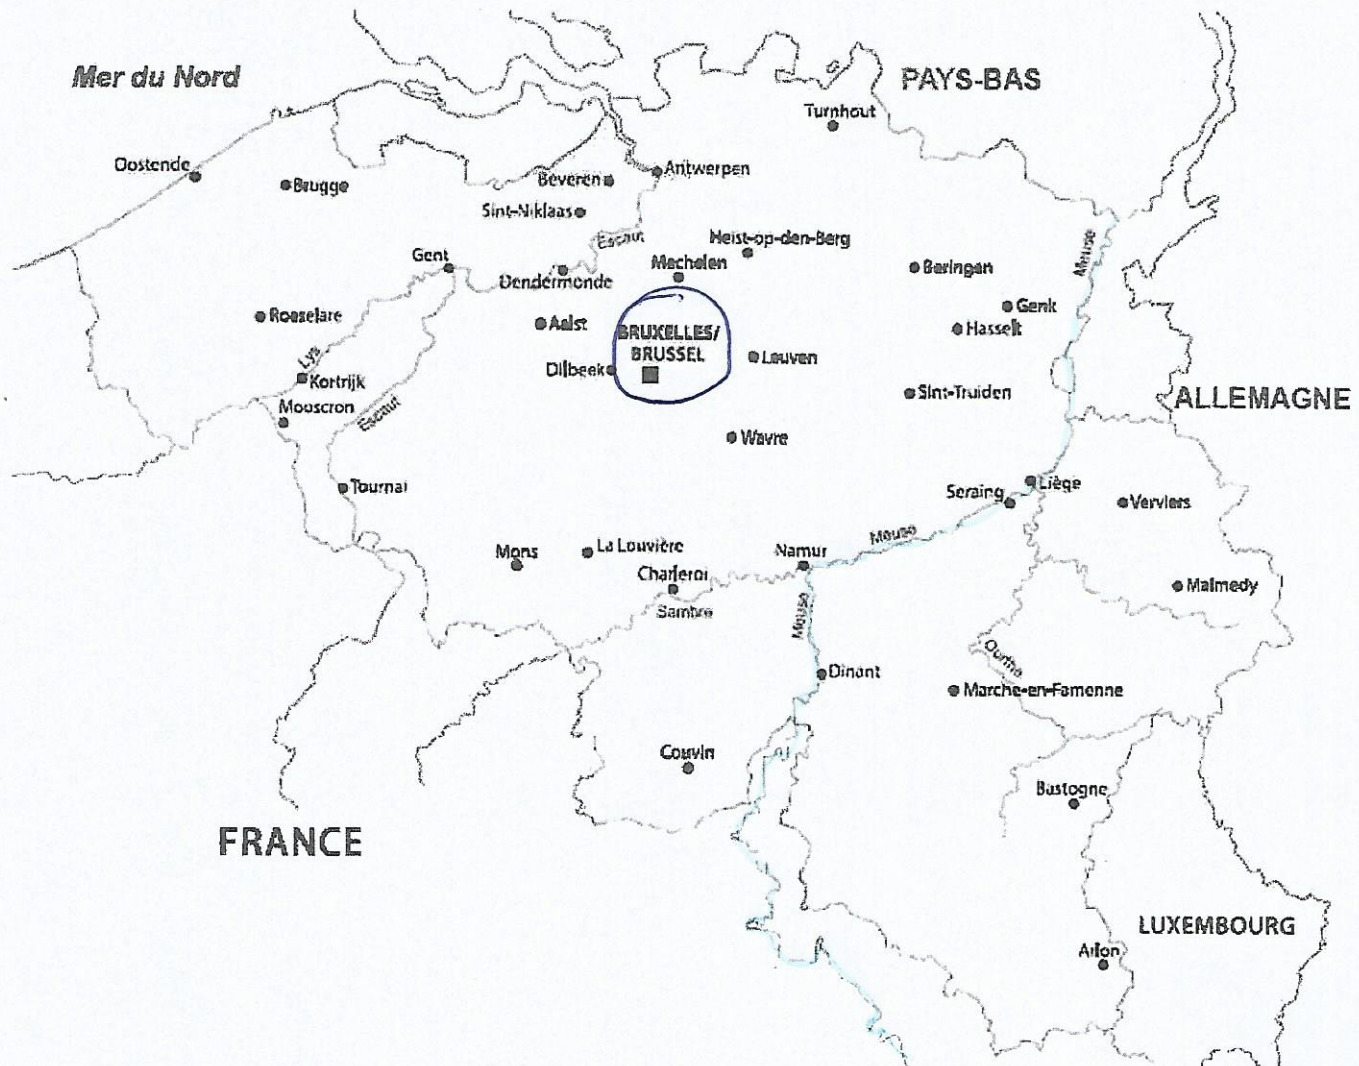 Mer du Nord
PAYS-BAS
Turnhout
Oostende
Brugge
Beveren
Antwerpen
Sint-Niklaas
Escaut
Heist-op-den-Berg
Meuse
Gent
Mechelen
Beringen
Dendermonde
Genk
Roeselare
Aalst
BRUXELLES/
BRUSSEL
Hasselt
Lys
Leuven
Dilbeek
Kortrijk
Sint-Truiden
ALLEMAGNE
Mouscron
Escaut
Wavre
Tournai
Seraing
Liège
Verviers
Meuse
Mons
La Louvière
Namur
Charleroi
Malmedy
Sambre
Meuse
Ourthe
Dinant
Marche-en-Famenne
Couvin
Bastogne
FRANCE
LUXEMBOURG
Arlon